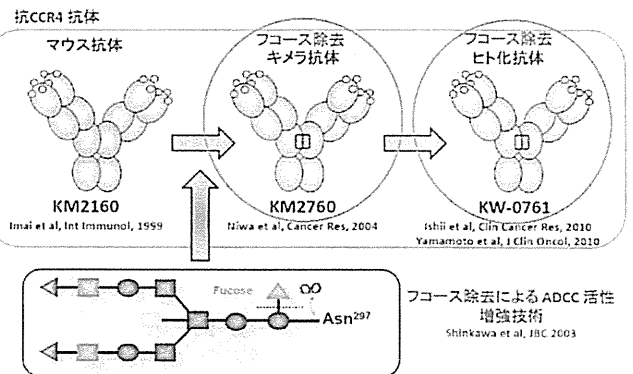 抗CCR4 抗体
マウス抗体
フコース除去
キメラ抗体
フコース除去
ヒト化抗体
KM2160
KM2760
KW-0761
Imai et al, Int Immunol, 1999
Niwa et al, Cancer Res, 2004
Ishii et al, Clin Cancer Res, 2010
Yamamoto et al, J Clin Oncol, 2010
Fucose
Asn297
フコース除去による ADCC 活性
増強技術
Shinkawa et al, JBC 2003